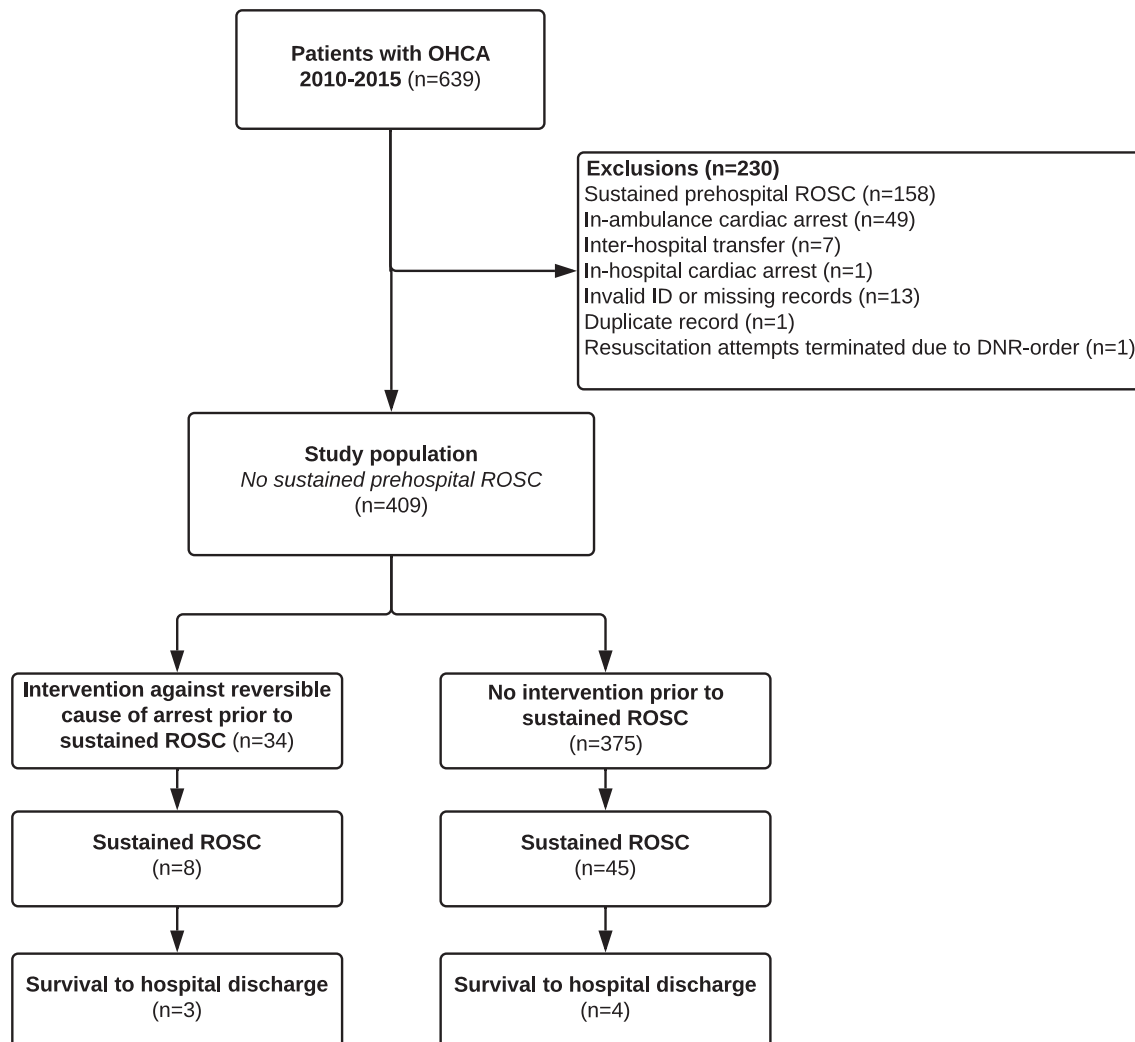 Patients with OHCA
2010-2015 (n=639)
Exclusions (n=230)
Sustained prehospital ROSC (n=158)
In-ambulance cardiac arrest (n=49)
Inter-hospital transfer (n=7)
In-hospital cardiac arrest (n=1)
Invalid ID or missing records (n=13)
Duplicate record (n=1)
Resuscitation attempts terminated due to DNR-order (n=1)
Study population
No sustained prehospital ROSC
(n=409)
Intervention against reversible
cause of arrest prior to
sustained ROSC (n=34)
No intervention prior to
sustained ROSC
(n=375)
Sustained ROSC
(n=8)
Sustained ROSC
(n=45)
Survival to hospital discharge
(n=3)
Survival to hospital discharge
(n=4)